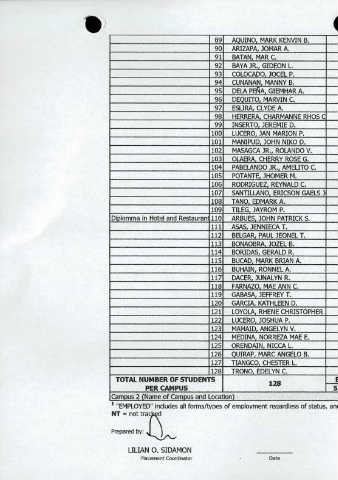 89 AQUINO, MARK KENVIN B.
90 ARIZAPA, JOMAR A.
91 BATAN, MAR C.
92 BAYA JR., GIDEON L.
93 COLOCADO, JOCEL P.
94 CUNANAN, MANNY B.
95 DELA PEÑA, GIEMHAR A.
96 DEQUITO, MARVIN C.
97 ESLIRA, CLYDE A.
98 HERRERA, CHARMANNE RHOS C
99 INSERTO, JEREMIE D.
100 LUCERO, JAN MARION P.
101 MANIPUD, JOHN NIKO D.
102 MASAGCA JR., ROLANDO V.
103 OLAERA, CHERRY ROSE G.
104 PABELANDO JR., AMELITO C.
105 POTANTE, JHOMER M.
106 RODRIGUEZ, REYNALD C.
107 SANTILLANO, ERICSON GAELS J
108 TANO, EDMARK A.
109 TILEG, JAYROM P.
Diplomma in Hotel and Restaurant 110 ARBUES, JOHN PATRICK S.
111 ASAS, JENNIECA T.
112 BELGAR, PAUL JEONEL T.
113 BONAOBRA, JOZEL B.
114 BORIDAS, GERALD R.
115 BUCAD, MARK BRIAN A.
116 BUHAIN, RONNEL A.
117 DACER, JUNALYN R.
118 FARNAZO, MAE ANN C.
119 GABASA, JEFFREY T.
120 GARCIA, KATHLEEN D.
121 LOYOLA, RHENE CHRISTOPHER
122 LUCERO, JOSHUA P.
123 MAMAID, ANGELYN V.
124 MEDINA, NORREZA MAE E.
125 ORENDAIN, NICCA L.
126 QUIRAP, MARC ANGELO B.
127 TIANGCO, CHESTER L.
128 TRONO, EDELYN C.
TOTAL NUMBER OF STUDENTS PER CAMPUS 128
Campus 2 (Name of Campus and Location)
1 "EMPLOYED" includes all forms/types of employment regardless of status, an
NT = not tracked
Prepared by:
LILIAN O. SIDAMON
Placement Coordinator Date